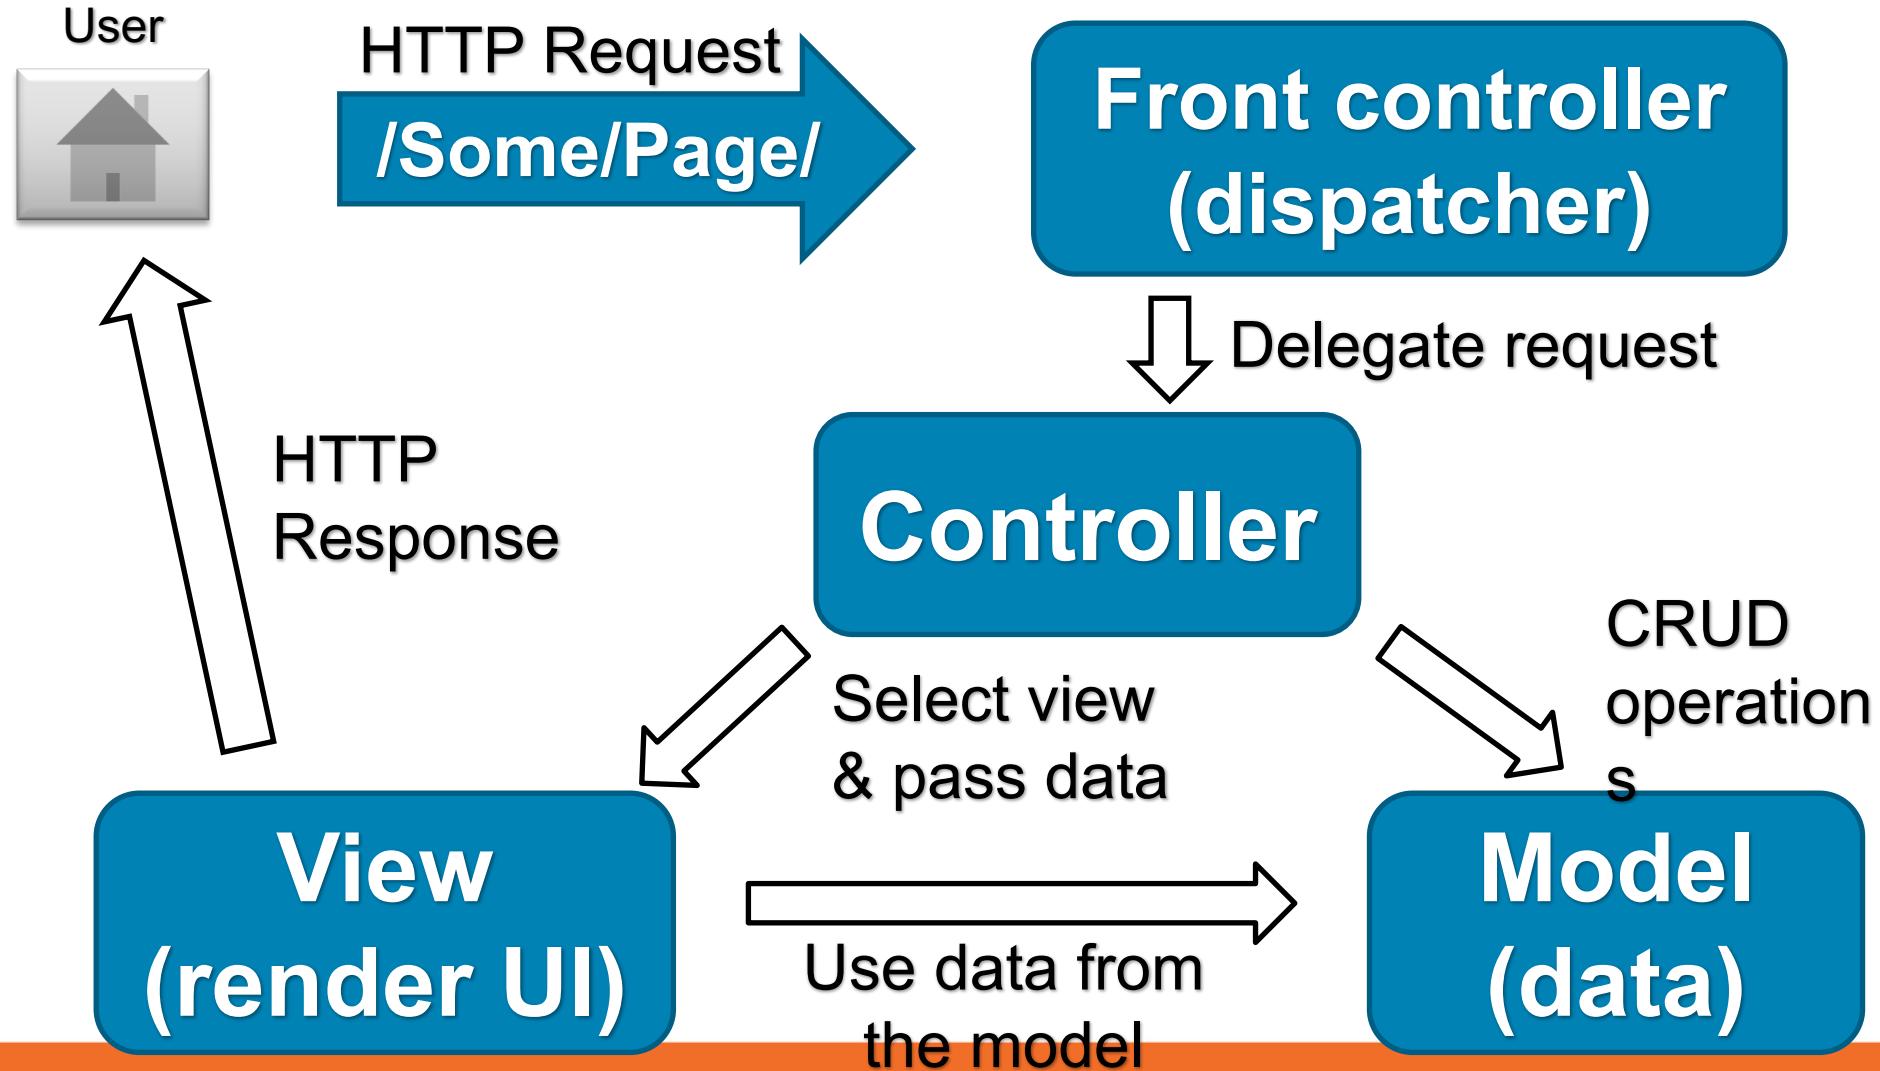 User
HTTP Request
/Some/Page/
Front controller
(dispatcher)
Delegate request
HTTP
Response
Controller
CRUD
operation
s
Select view
& pass data
View
(render UI)
Use data from
the model
Model
(data)